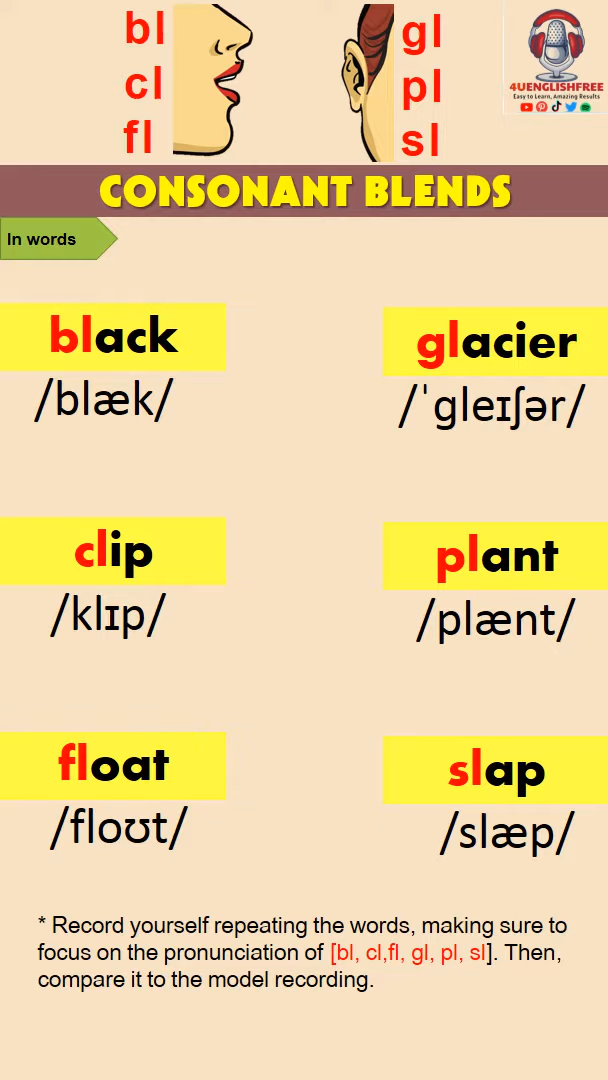 bl
cl
fl
gl
pl
sl
4UENGLISHFREE
Easy to Learn, Amazing Results
CONSONANT BLENDS
In words
black
/blæk/
glacier
/ˈgleɪʃər/
clip
/klɪp/
plant
/plænt/
float
/floʊt/
slap
/slæp/
* Record yourself repeating the words, making sure to
focus on the pronunciation of [bl, cl,fl, gl, pl, sl]. Then,
compare it to the model recording.